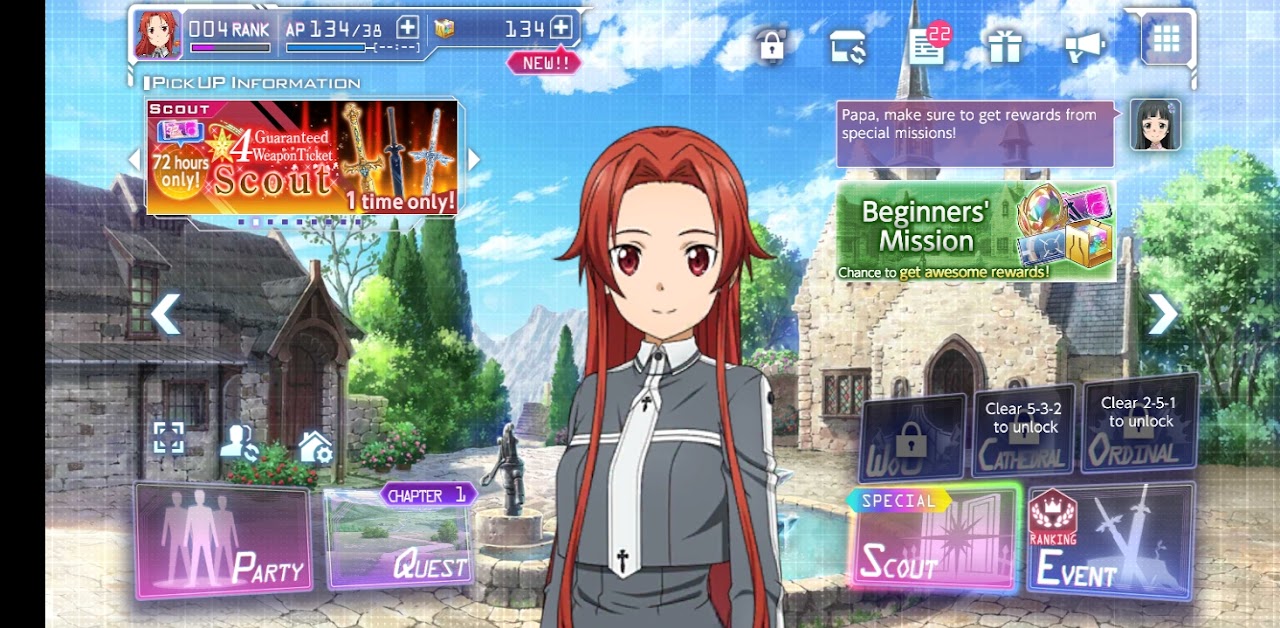 004 RANK
AP 134/38
[--:--]
134
NEW!!
22
PICKUP INFORMATION
SCOUT
72 hours
only!
4 Guaranteed
Weapon Ticket
Scout
1 time only!
Papa, make sure to get rewards from
special missions!
Beginners'
Mission
Chance to get awesome rewards!
WoU
Clear 5-3-2
to unlock
CATHEDRAL
Clear 2-5-1
to unlock
ORDINAL
PARTY
CHAPTER 1
QUEST
SPECIAL
SCOUT
RANKING
EVENT